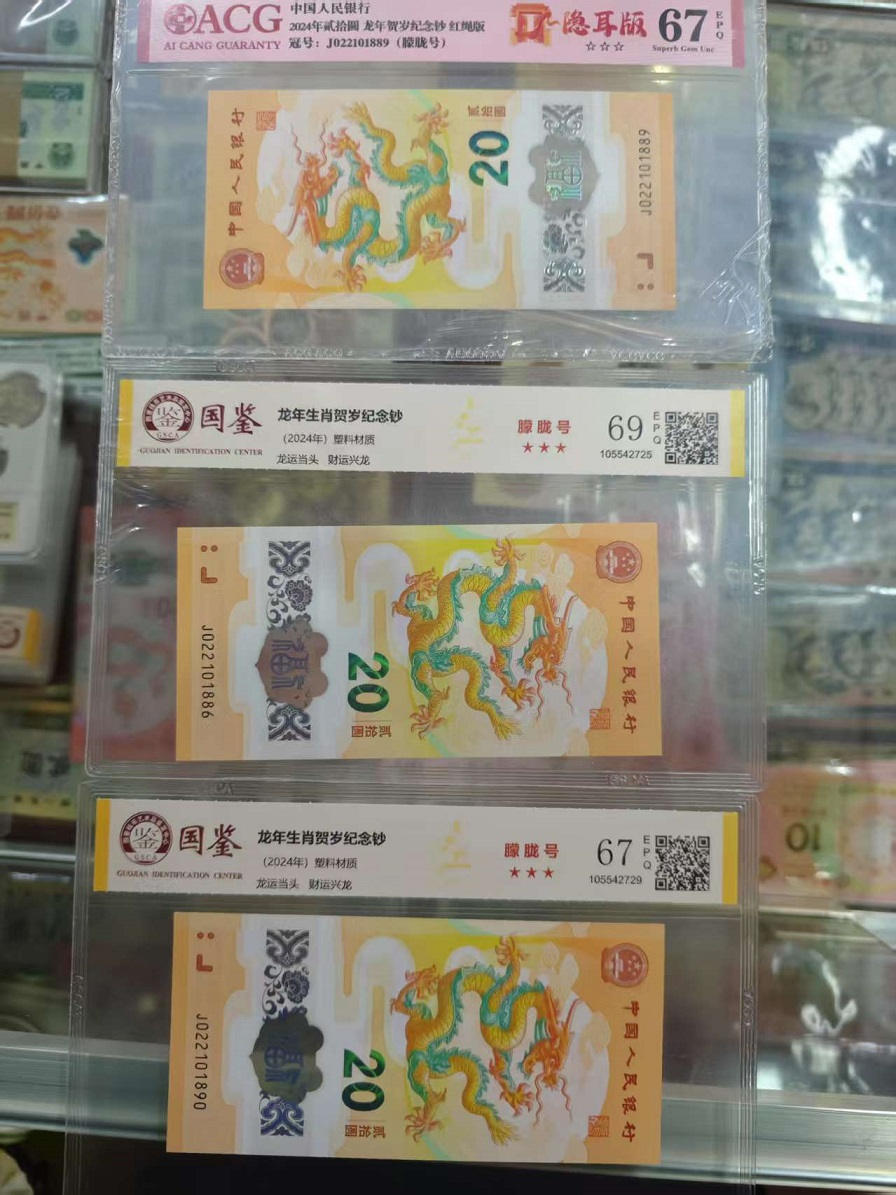 ACG
AI CANG GUARANTY
中国人民银行
2024年贰拾圆 龙年贺岁纪念钞 红绳版
冠号：J022101889（朦胧号）
隐耳版
☆☆☆
67
EPQ
Superb Gem Unc
中国人民银行
贰拾圆
20
J022101889
国鉴
GSCA
GUOJIAN IDENTIFICATION CENTER
龙年生肖贺岁纪念钞
（2024年）塑料材质
龙运当头 财运兴龙
朦胧号
★★★
69
EPQ
105542725
J022101886
20
贰拾圆
中国人民银行
国鉴
GSCA
GUOJIAN IDENTIFICATION CENTER
龙年生肖贺岁纪念钞
（2024年）塑料材质
龙运当头 财运兴龙
朦胧号
★★★
67
EPQ
105542729
J022101890
20
贰拾圆
中国人民银行
10